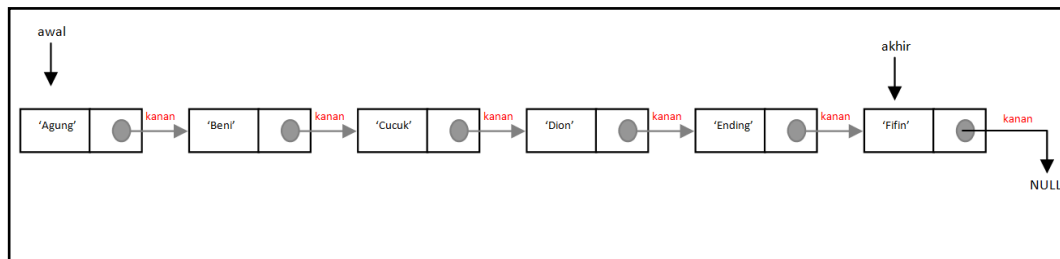 awal
akhir
'Agung' kanan 'Beni' kanan 'Cucuk' kanan 'Dion' kanan 'Ending' kanan 'Fifin' kanan
NULL